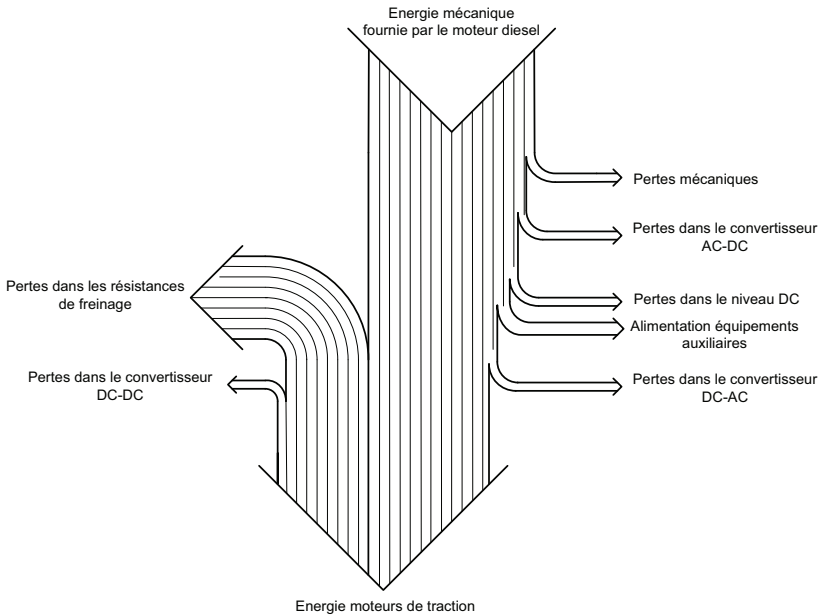 Energie mécanique
fournie par le moteur diesel
Pertes mécaniques
Pertes dans le convertisseur
AC-DC
Pertes dans les résistances
de freinage
Pertes dans le niveau DC
Alimentation équipements
auxiliaires
Pertes dans le convertisseur
DC-DC
Pertes dans le convertisseur
DC-AC
Energie moteurs de traction